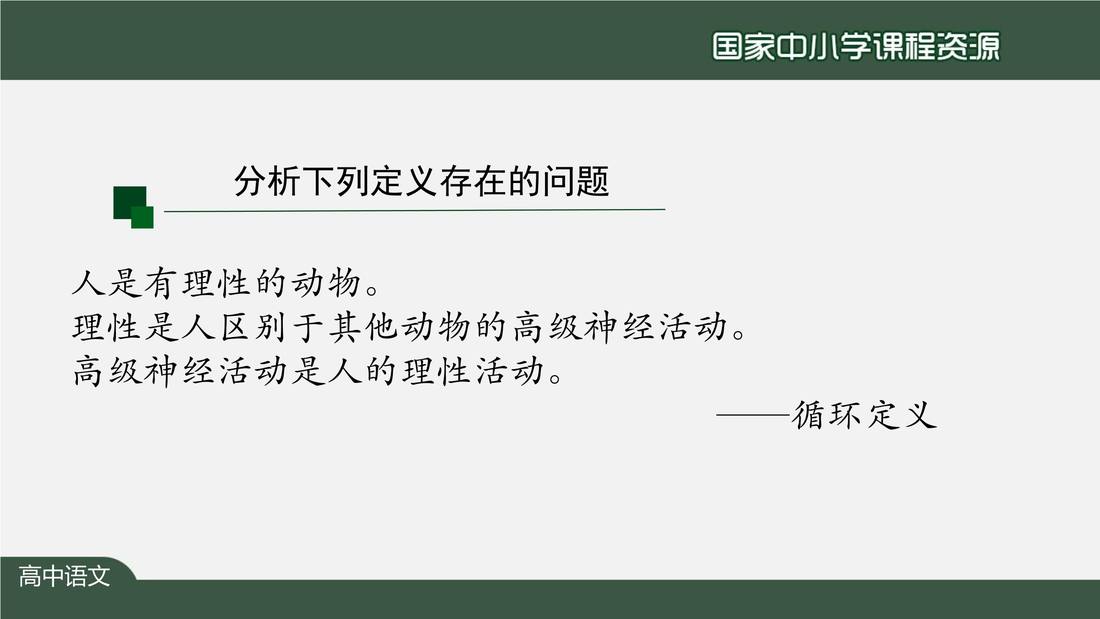 国家中小学课程资源
分析下列定义存在的问题
人是有理性的动物。
理性是人区别于其他动物的高级神经活动。
高级神经活动是人的理性活动。
——循环定义
高中语文